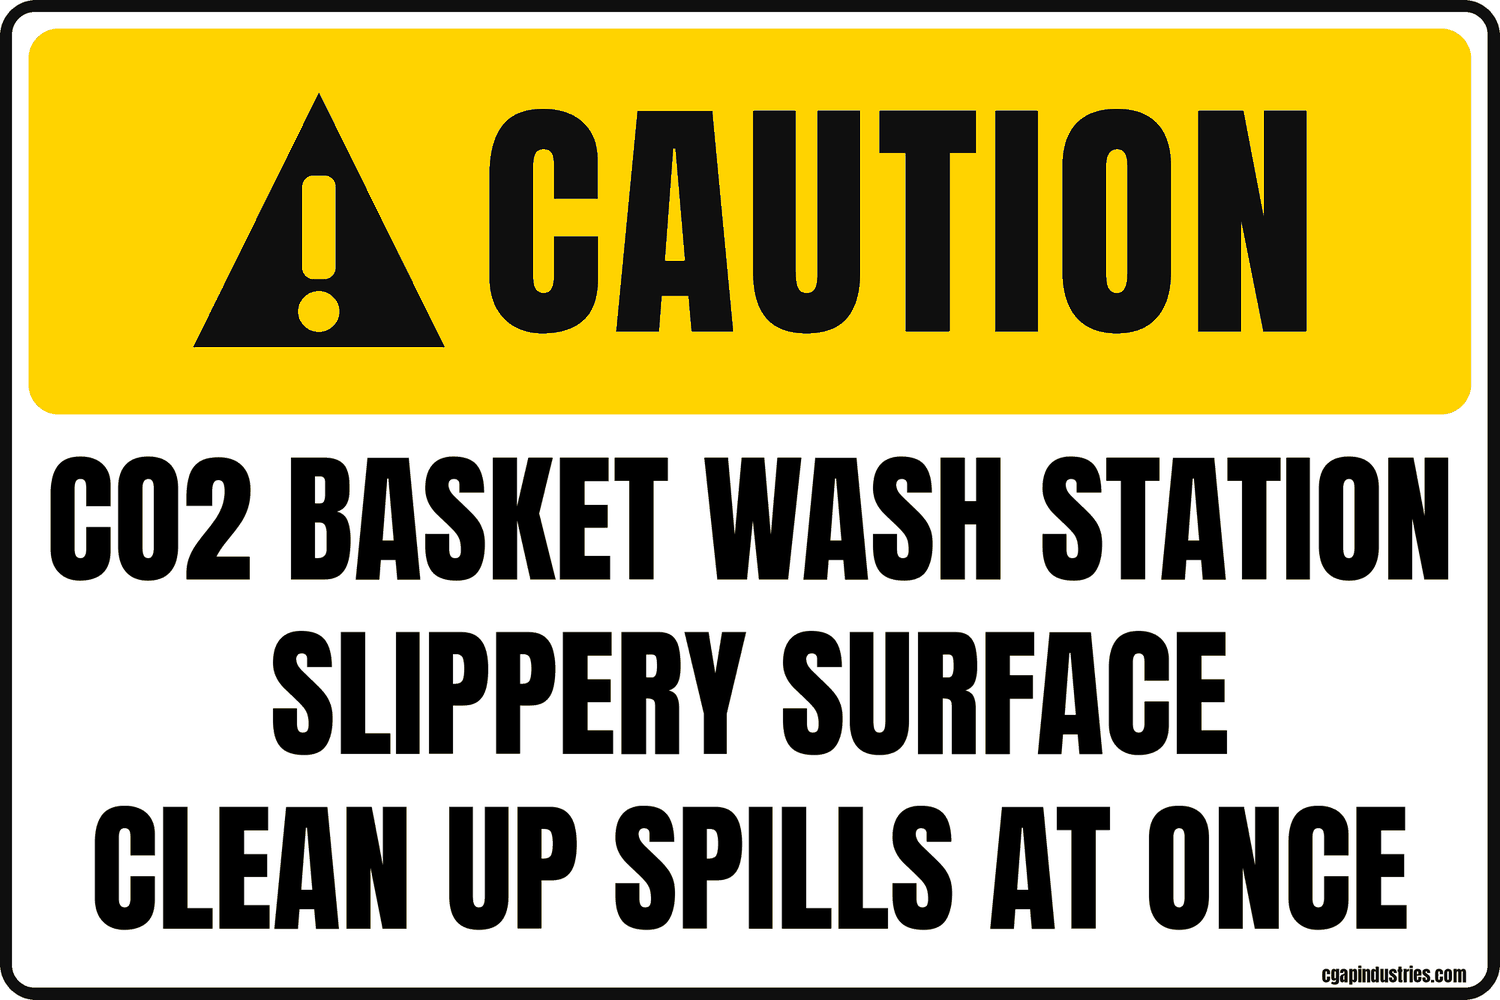 CAUTION
CO2 BASKET WASH STATION
SLIPPERY SURFACE
CLEAN UP SPILLS AT ONCE
cgapindustries.com